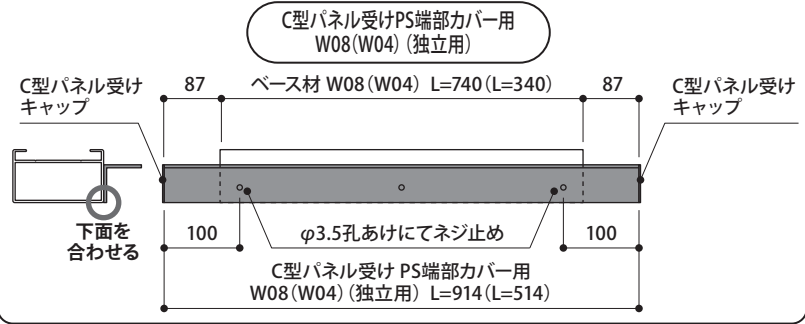 C型パネル受けPS端部カバー用
W08(W04)(独立用)
C型パネル受け
キャップ
87
ベース材 W08(W04) L=740(L=340)
87
C型パネル受け
キャップ
下面を
合わせる
100
φ3.5孔あけにてネジ止め
100
C型パネル受け PS端部カバー用
W08(W04)(独立用) L=914(L=514)